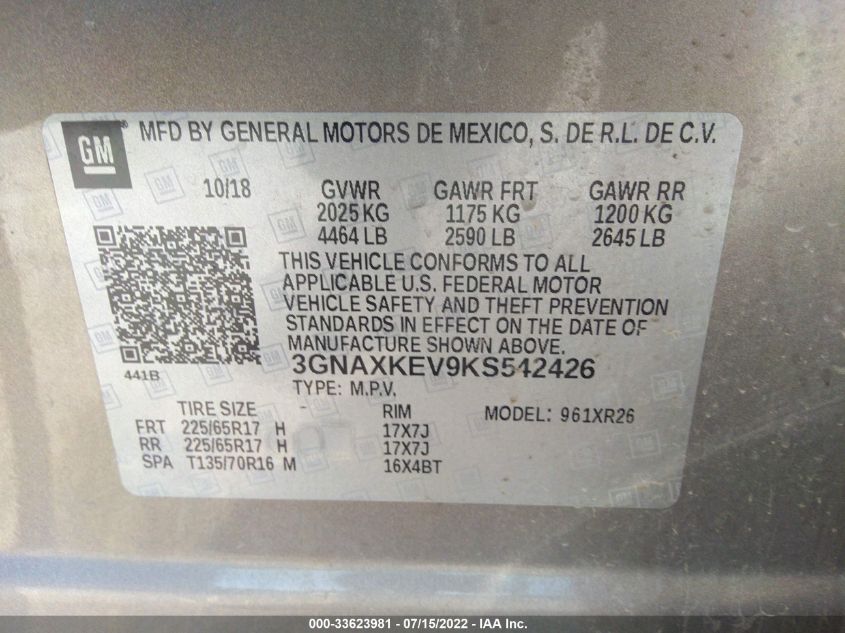 GM
MFD BY GENERAL MOTORS DE MEXICO, S. DE R.L. DE C.V.
10/18 GVWR GAWR FRT GAWR RR
2025 KG 1175 KG 1200 KG
4464 LB 2590 LB 2645 LB
THIS VEHICLE CONFORMS TO ALL
APPLICABLE U.S. FEDERAL MOTOR
VEHICLE SAFETY AND THEFT PREVENTION
STANDARDS IN EFFECT ON THE DATE OF
MANUFACTURE SHOWN ABOVE.
441B
3GNAXKEV9KS542426
TYPE: M.P.V.
TIRE SIZE - RIM MODEL: 961XR26
FRT 225/65R17 H 17X7J
RR 225/65R17 H 17X7J
SPA T135/70R16 M 16X4BT
000-33623981 - 07/15/2022 - IAA Inc.